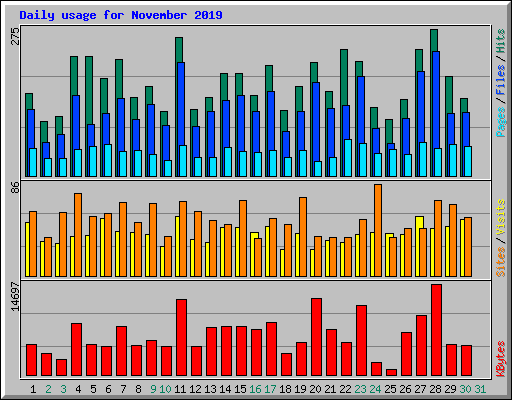 Daily usage for November 2019
275
Pages / Files / Hits
86
Sites / Visits
14697
KBytes
1 2 3 4 5 6 7 8 9 10 11 12 13 14 15 16 17 18 19 20 21 22 23 24 25 26 27 28 29 30 31